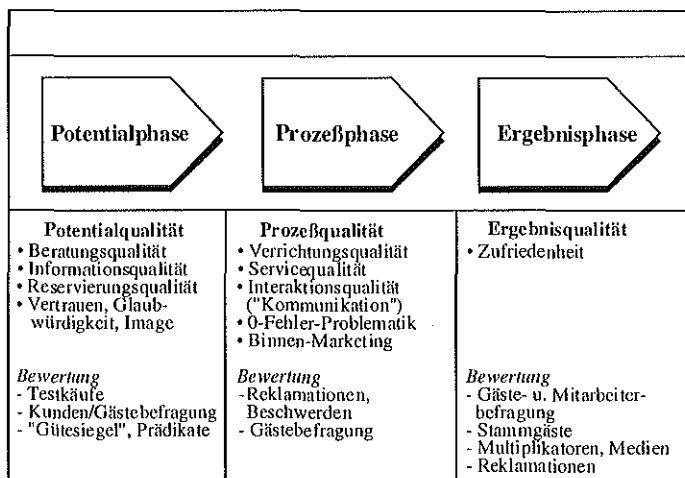 Potentialphase
Prozeßphase
Ergebnisphase
Potentialqualität
• Beratungsqualität
• Informationsqualität
• Reservierungsqualität
• Vertrauen, Glaub-
würdigkeit, Image
Bewertung
- Testkäufe
- Kunden/Gästebefragung
- "Gütesiegel", Prädikate
Prozeßqualität
• Verrichtungsqualität
• Servicequalität
• Interaktionsqualität
("Kommunikation")
• 0-Fehler-Problematik
• Binnen-Marketing
Bewertung
- Reklamationen,
Beschwerden
- Gästebefragung
Ergebnisqualität
• Zufriedenheit
Bewertung
- Gäste- u. Mitarbeiter-
befragung
- Stammgäste
- Multiplikatoren, Medien
- Reklamationen